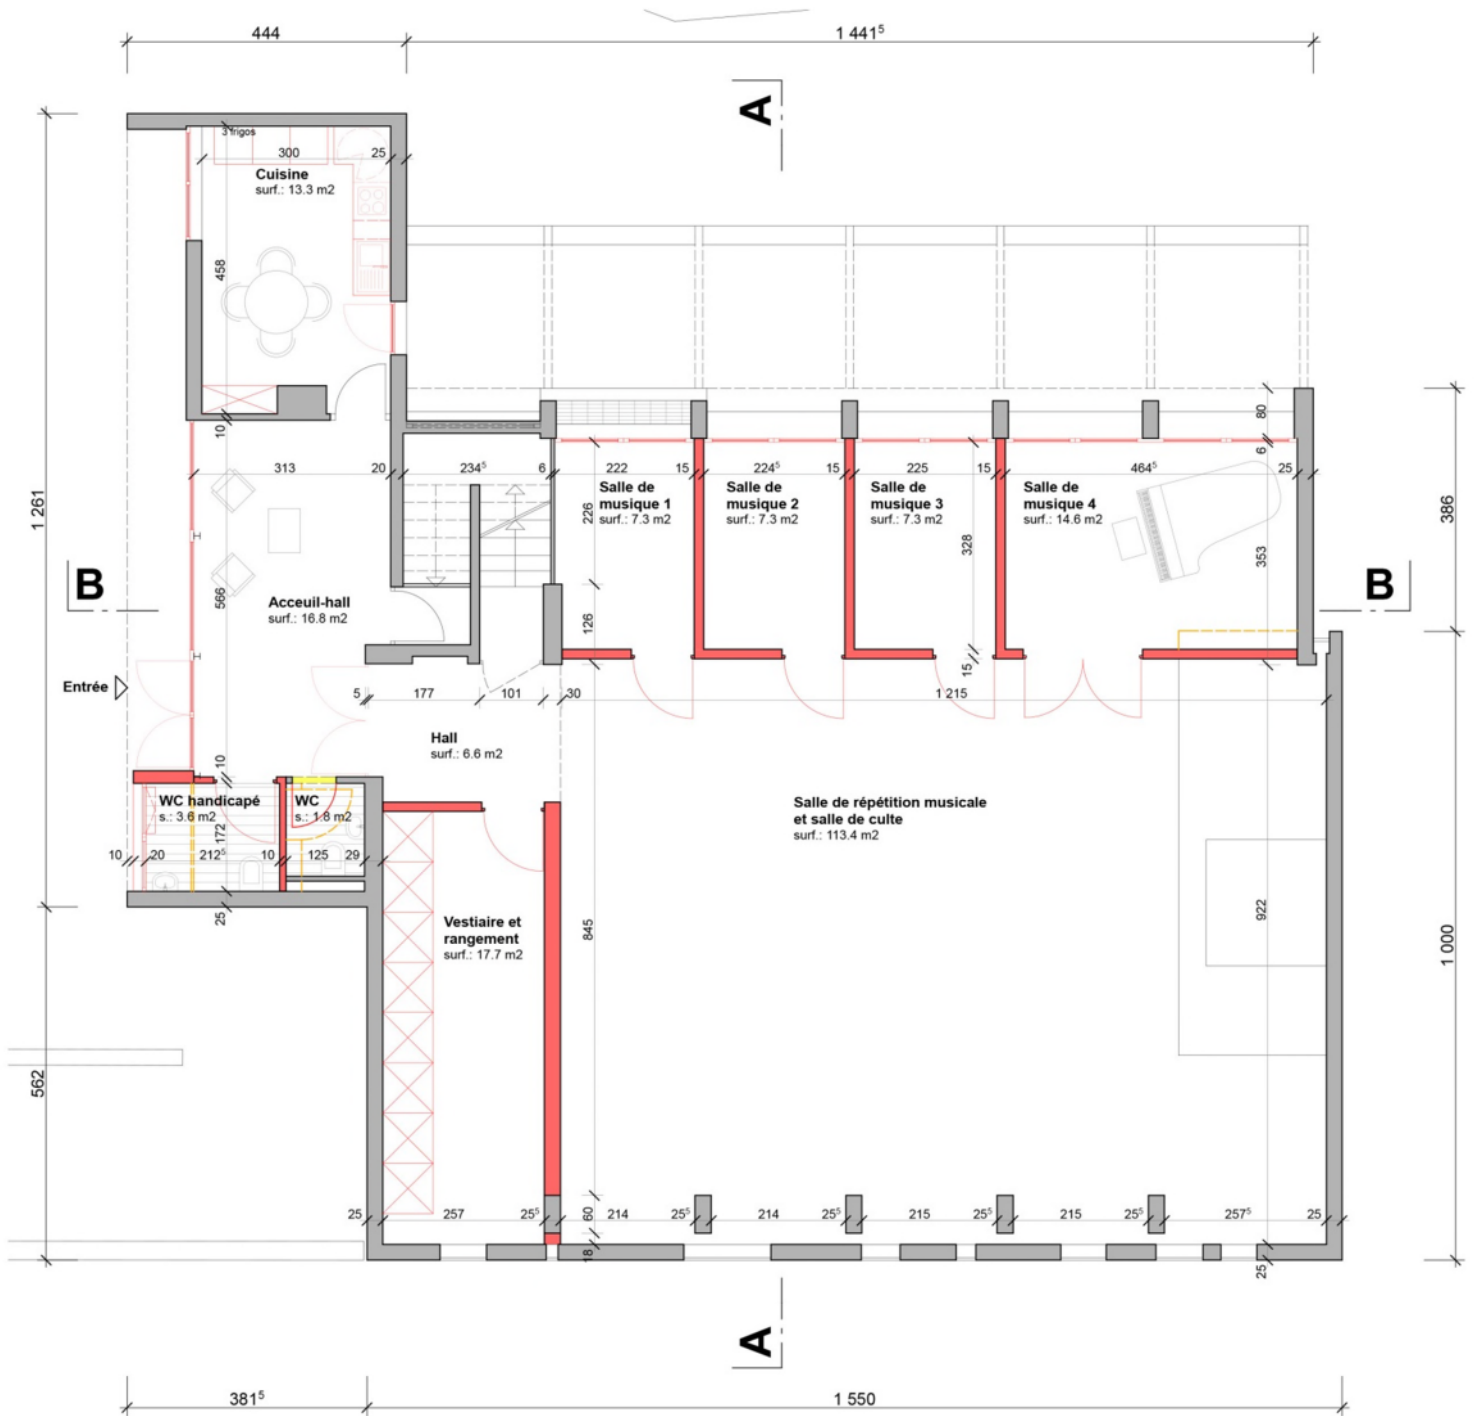 444
1 441⁵
A
3 frigos
300
25
Cuisine
surf.: 13.3 m2
458
10
80
1 261
313
20
234⁵
6
222
15
224⁵
15
225
15
464⁵
25
6
Salle de
musique 1
surf.: 7.3 m2
Salle de
musique 2
surf.: 7.3 m2
Salle de
musique 3
surf.: 7.3 m2
Salle de
musique 4
surf.: 14.6 m2
226
328
353
386
B
B
566
Acceuil-hall
surf.: 16.8 m2
126
15
Entrée
5
177
101
30
1 215
Hall
surf.: 6.6 m2
10
WC handicapé
s.: 3.6 m2
WC
s.: 1.8 m2
172
10
20
212⁵
10
125
29
25
Salle de répétition musicale
et salle de culte
surf.: 113.4 m2
Vestiaire et
rangement
surf.: 17.7 m2
845
922
1 000
562
25
257
25⁵
60
214
25⁵
214
25⁵
215
25⁵
215
25⁵
257⁵
25
18
25
A
381⁵
1 550